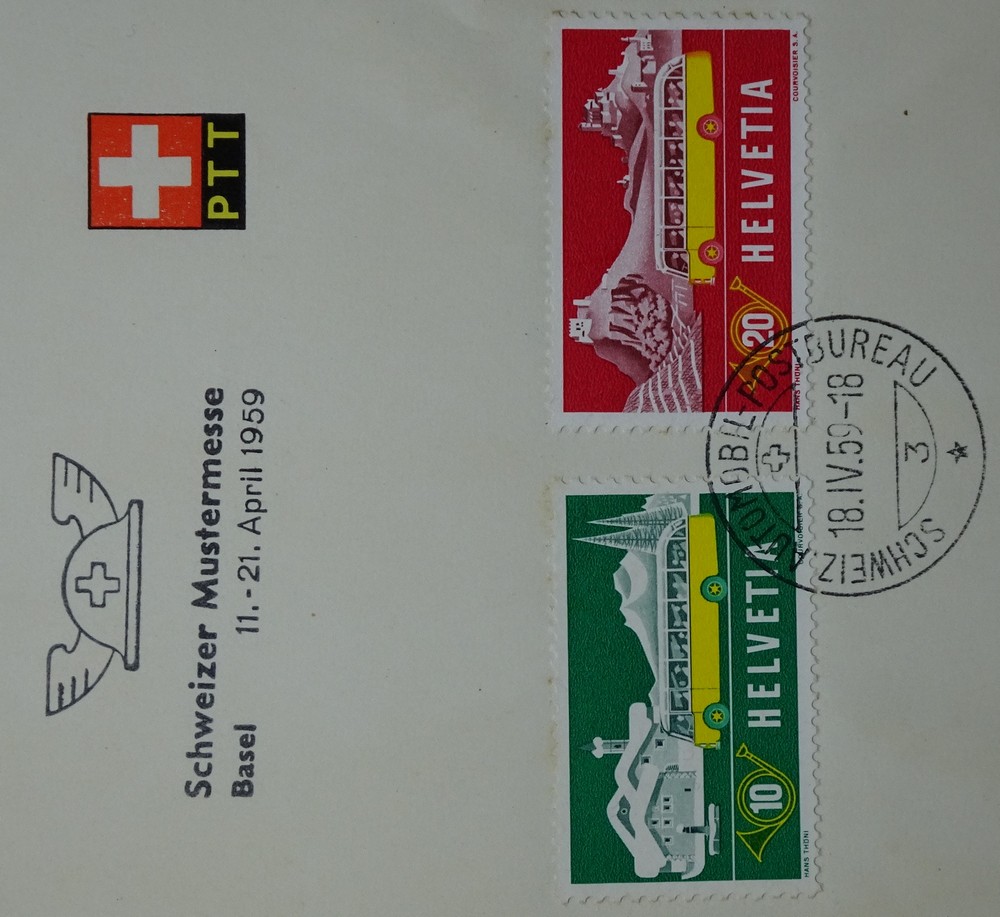 PTT
Schweizer Mustermesse
Basel 11.-21. April 1959
HELVETIA
10
HANS THÖNI
COURVOISIER S.A.
HELVETIA
20
HANS THÖNI
COURVOISIER S.A.
SCHWEIZ. AUTOMOBIL-POSTBUREAU
18.IV.59-18
3